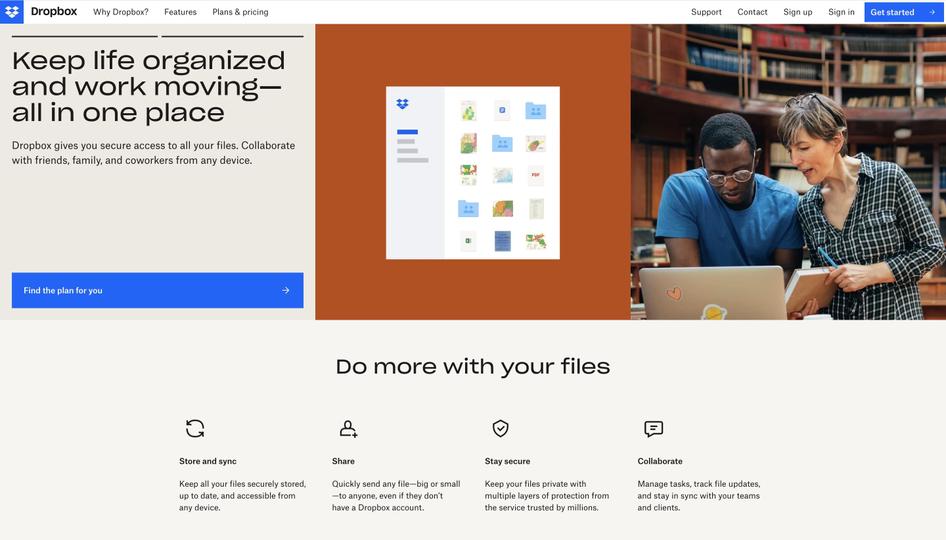 Dropbox
Why Dropbox?
Features
Plans & pricing
Support
Contact
Sign up
Sign in
Get started
Keep life organized
and work moving—
all in one place
Dropbox gives you secure access to all your files. Collaborate
with friends, family, and coworkers from any device.
Find the plan for you
PDF
Do more with your files
Store and sync
Keep all your files securely stored,
up to date, and accessible from
any device.
Share
Quickly send any file—big or small
—to anyone, even if they don’t
have a Dropbox account.
Stay secure
Keep your files private with
multiple layers of protection from
the service trusted by millions.
Collaborate
Manage tasks, track file updates,
and stay in sync with your teams
and clients.